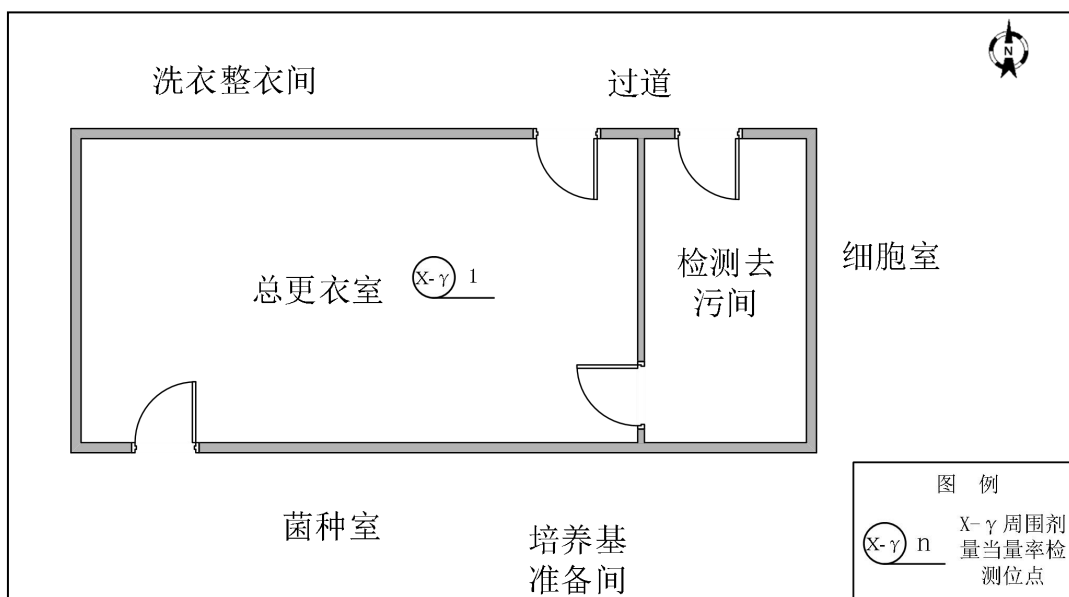 N
洗衣整衣间
过道
总更衣室
X-γ 1
检测去
污间
细胞室
菌种室
培养基
准备间
图 例
X-γ n
X-γ周围剂
量当量率检
测位点